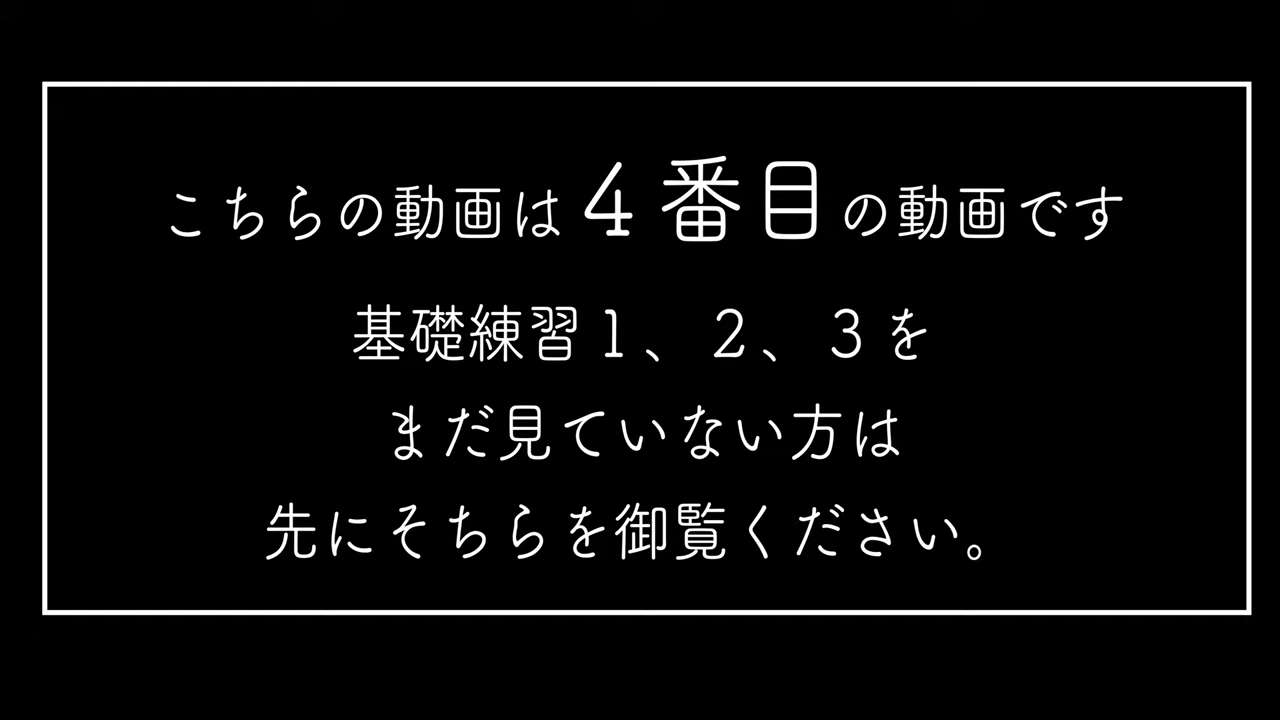 こちらの動画は４番目の動画です
基礎練習１、２、３を
まだ見ていない方は
先にそちらを御覧ください。